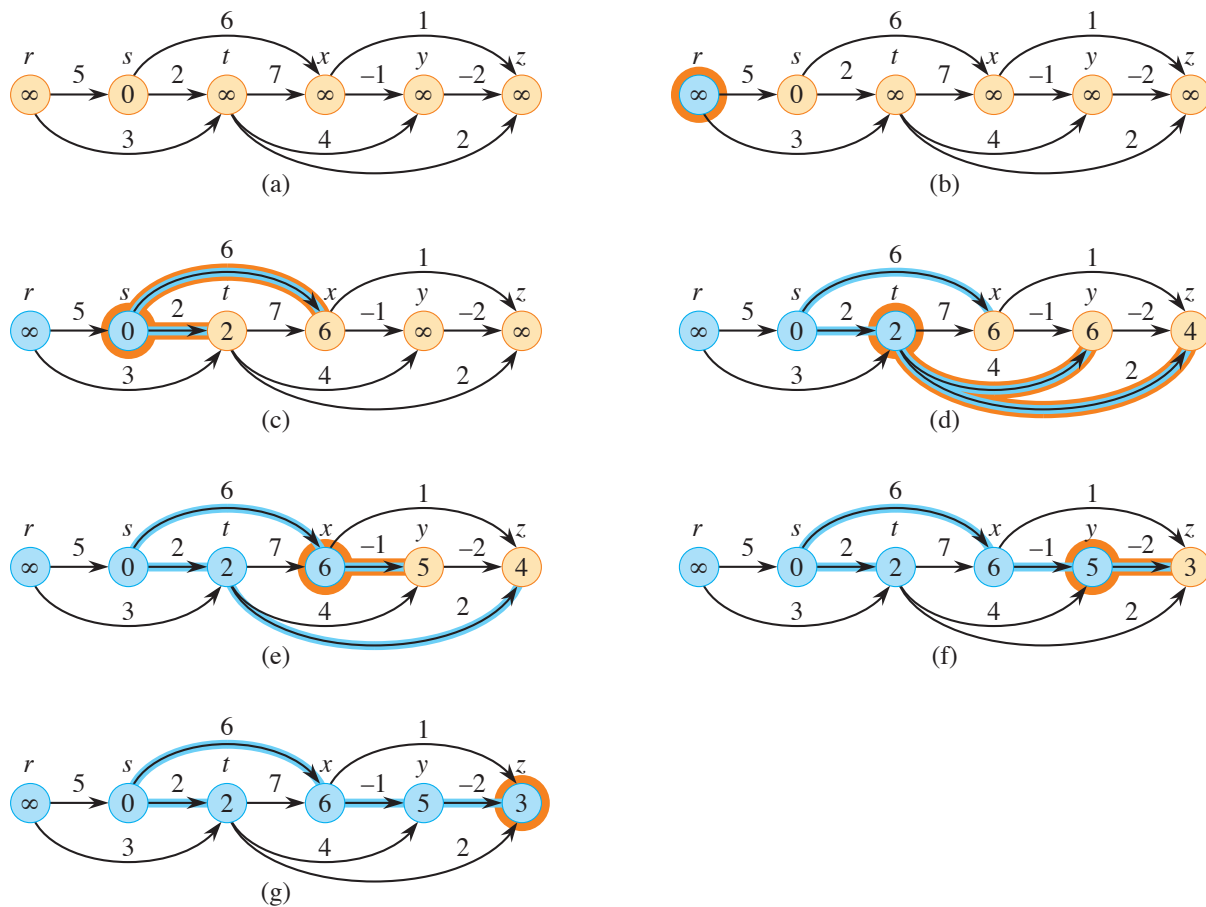 6 1
r s t x y z
5 2 7 –1 –2
∞ 0 ∞ ∞ ∞ ∞
3 4 2
(a)
6 1
r s t x y z
5 2 7 –1 –2
∞ 0 ∞ ∞ ∞ ∞
3 4 2
(b)
6 1
r s t x y z
5 2 7 –1 –2
∞ 0 2 6 ∞ ∞
3 4 2
(c)
6 1
r s t x y z
5 2 7 –1 –2
∞ 0 2 6 6 4
3 4 2
(d)
6 1
r s t x y z
5 2 7 –1 –2
∞ 0 2 6 5 4
3 4 2
(e)
6 1
r s t x y z
5 2 7 –1 –2
∞ 0 2 6 5 3
3 4 2
(f)
6 1
r s t x y z
5 2 7 –1 –2
∞ 0 2 6 5 3
3 4 2
(g)